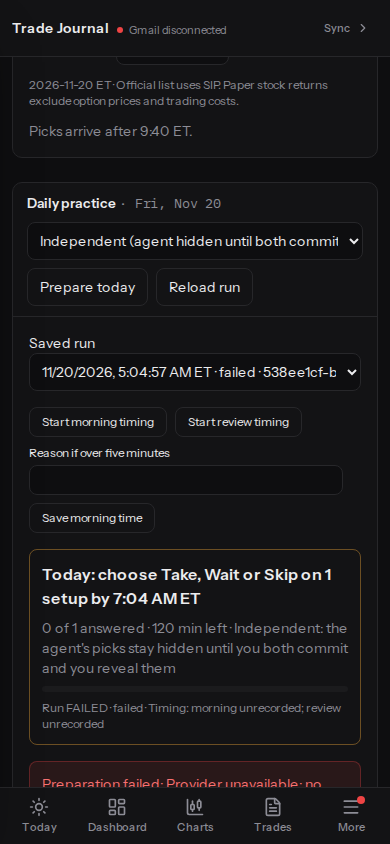 Trade Journal
Gmail disconnected
Sync
2026-11-20 ET · Official list uses SIP. Paper stock returns
exclude option prices and trading costs.
Picks arrive after 9:40 ET.
Daily practice · Fri, Nov 20
Independent (agent hidden until both commit
Prepare today
Reload run
Saved run
11/20/2026, 5:04:57 AM ET · failed · 538ee1cf-b
Start morning timing
Start review timing
Reason if over five minutes
Save morning time
Today: choose Take, Wait or Skip on 1
setup by 7:04 AM ET
0 of 1 answered · 120 min left · Independent: the
agent's picks stay hidden until you both commit
and you reveal them
Run FAILED · failed · Timing: morning unrecorded; review
unrecorded
Preparation failed: Provider unavailable: no
Today
Dashboard
Charts
Trades
More